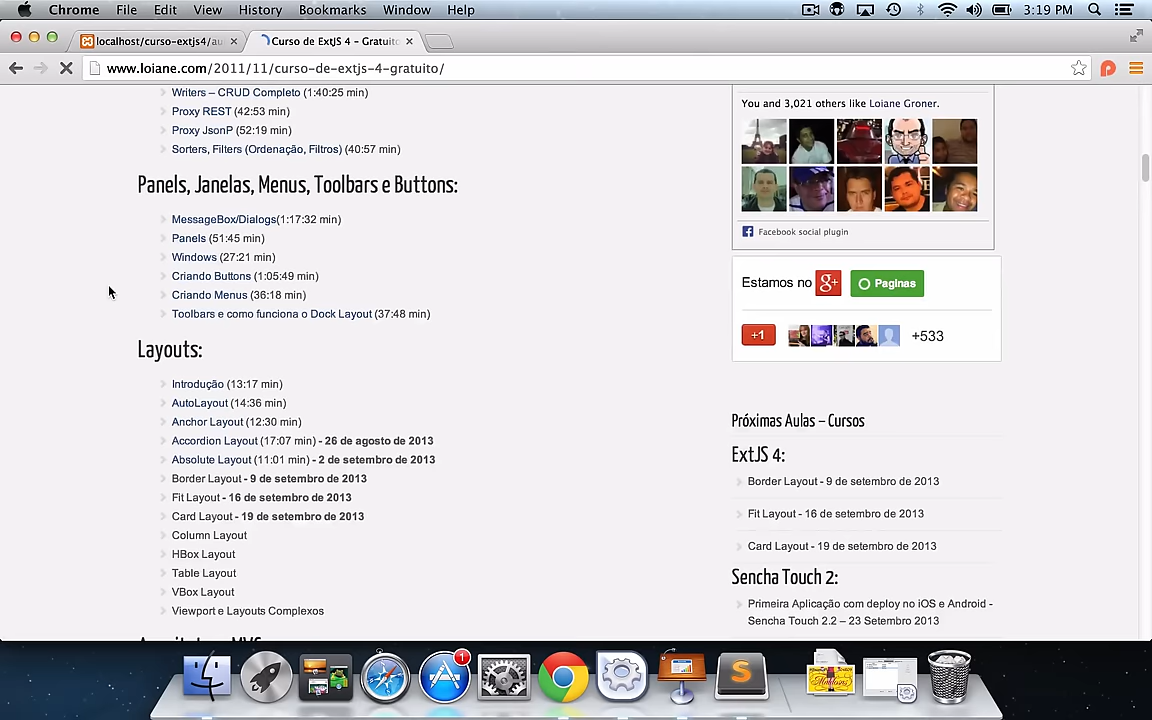 Chrome File Edit View History Bookmarks Window Help 3:19 PM
localhost/curso-extjs4/au Curso de ExtJS 4 – Gratuito
www.loiane.com/2011/11/curso-de-extjs-4-gratuito/
Writers – CRUD Completo (1:40:25 min)
Proxy REST (42:53 min)
Proxy JsonP (52:19 min)
Sorters, Filters (Ordenação, Filtros) (40:57 min)
Panels, Janelas, Menus, Toolbars e Buttons:
MessageBox/Dialogs(1:17:32 min)
Panels (51:45 min)
Windows (27:21 min)
Criando Buttons (1:05:49 min)
Criando Menus (36:18 min)
Toolbars e como funciona o Dock Layout (37:48 min)
Layouts:
Introdução (13:17 min)
AutoLayout (14:36 min)
Anchor Layout (12:30 min)
Accordion Layout (17:07 min) - 26 de agosto de 2013
Absolute Layout (11:01 min) - 2 de setembro de 2013
Border Layout - 9 de setembro de 2013
Fit Layout - 16 de setembro de 2013
Card Layout - 19 de setembro de 2013
Column Layout
HBox Layout
Table Layout
VBox Layout
Viewport e Layouts Complexos
You and 3,021 others like Loiane Groner.
Facebook social plugin
Estamos no g+ Paginas
+1 +533
Próximas Aulas – Cursos
ExtJS 4:
Border Layout - 9 de setembro de 2013
Fit Layout - 16 de setembro de 2013
Card Layout - 19 de setembro de 2013
Sencha Touch 2:
Primeira Aplicação com deploy no iOS e Android -
Sencha Touch 2.2 – 23 Setembro 2013
1